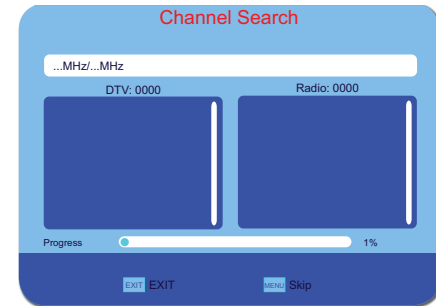 Channel Search
...MHz/...MHz
DTV: 0000 Radio: 0000
Progress 1%
EXIT EXIT MENU Skip